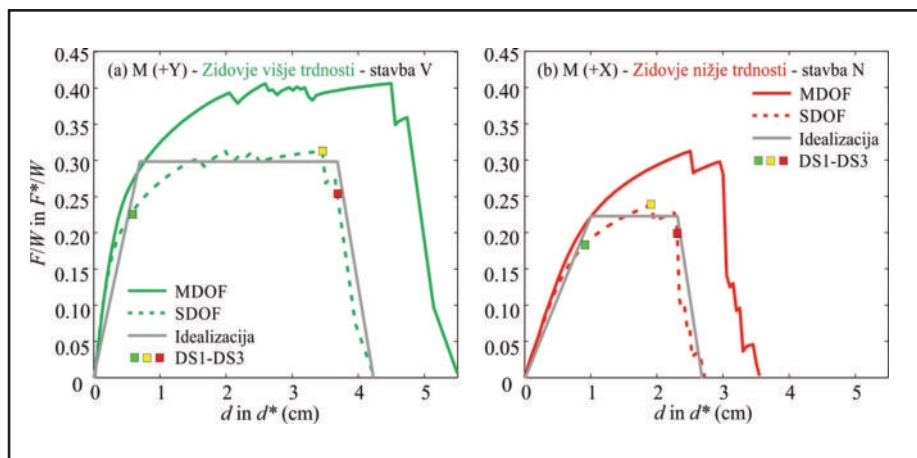 F/W in F*/W
0.45
0.40
0.35
0.30
0.25
0.20
0.15
0.10
0.05
0
(a) M (+Y) - Zidovje višje trdnosti - stavba V
MDOF
SDOF
Idealizacija
DS1-DS3
0 1 2 3 4 5
d in d* (cm)
0.45
0.40
0.35
0.30
0.25
0.20
0.15
0.10
0.05
0
(b) M (+X) - Zidovje nižje trdnosti - stavba N
MDOF
SDOF
Idealizacija
DS1-DS3
0 1 2 3 4 5
d in d* (cm)